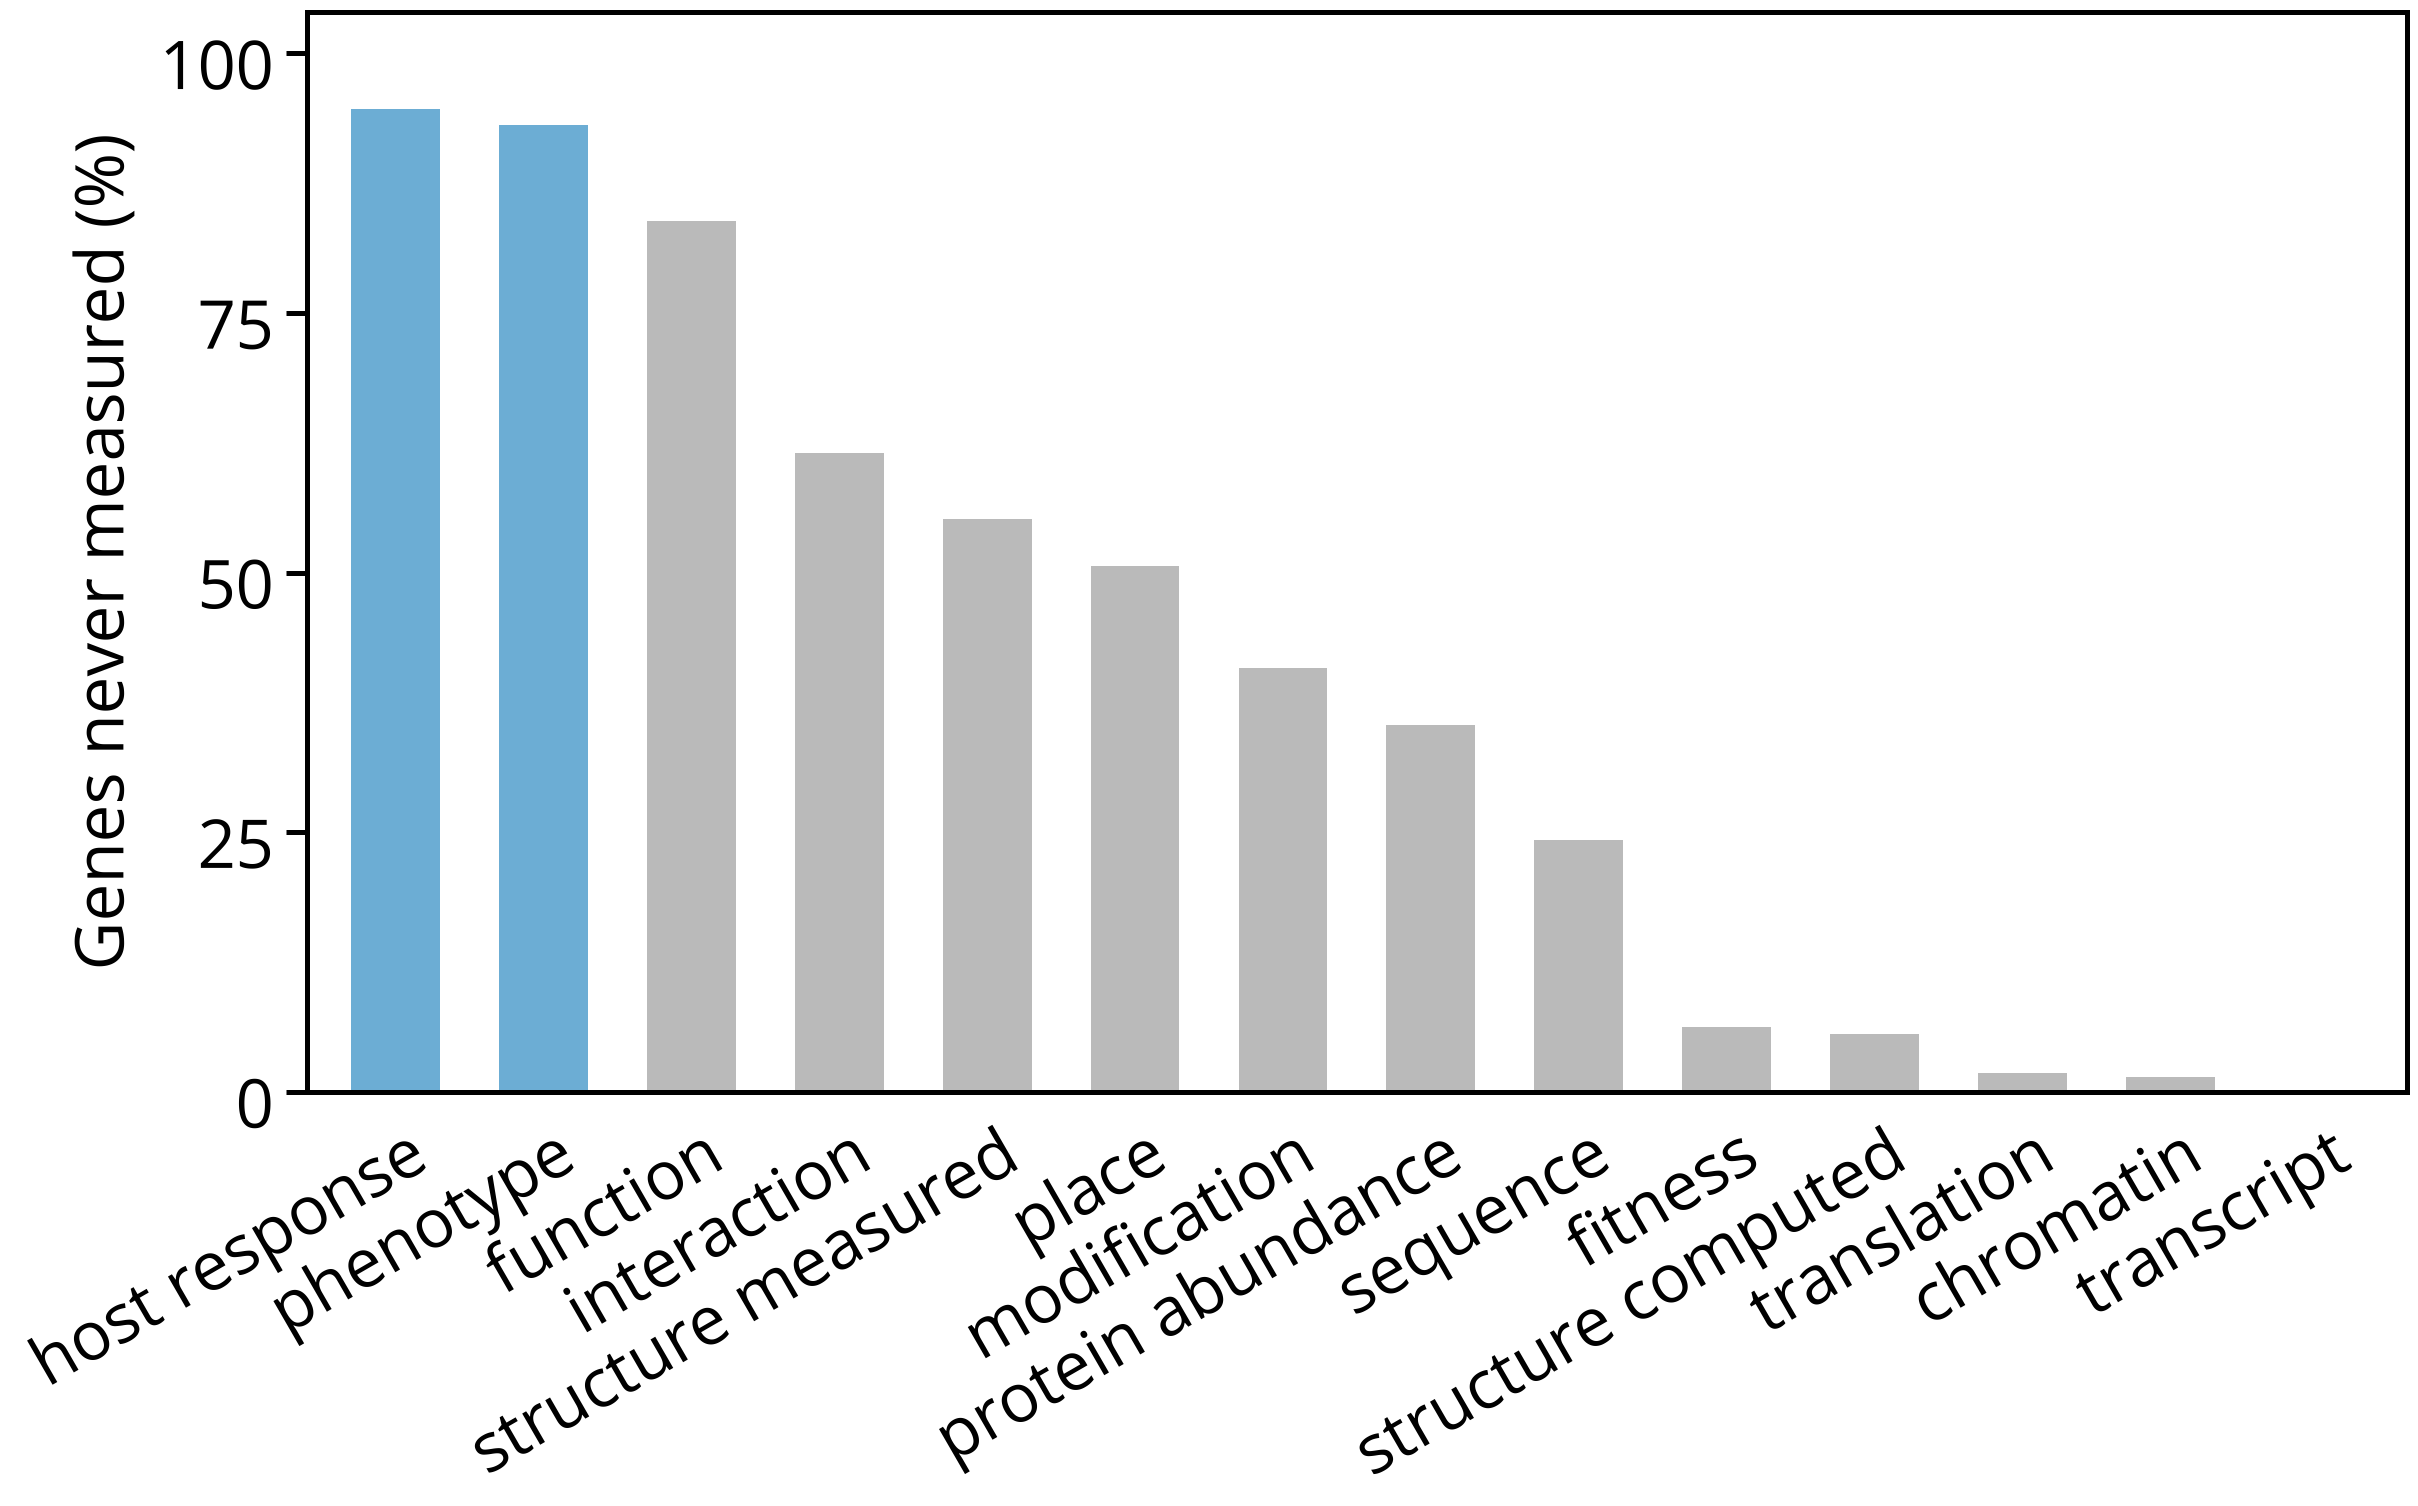 Genes never measured (%)
100
75
50
25
0
host response
phenotype
function
interaction
structure measured
place
modification
protein abundance
sequence
fitness
structure computed
translation
chromatin
transcript